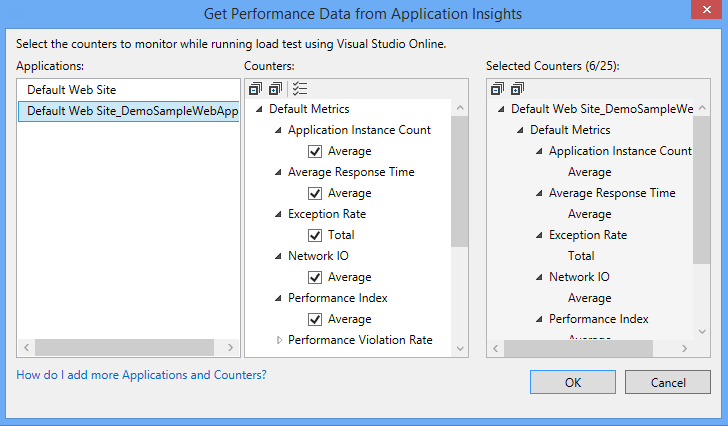 Get Performance Data from Application Insights
Select the counters to monitor while running load test using Visual Studio Online.
Applications:
Default Web Site
Default Web Site_DemoSampleWebApp
Counters:
Default Metrics
Application Instance Count
Average
Average Response Time
Average
Exception Rate
Total
Network IO
Average
Performance Index
Average
Performance Violation Rate
Selected Counters (6/25):
Default Web Site_DemoSampleWe
Default Metrics
Application Instance Count
Average
Average Response Time
Average
Exception Rate
Total
Network IO
Average
Performance Index
Average
How do I add more Applications and Counters?
OK
Cancel